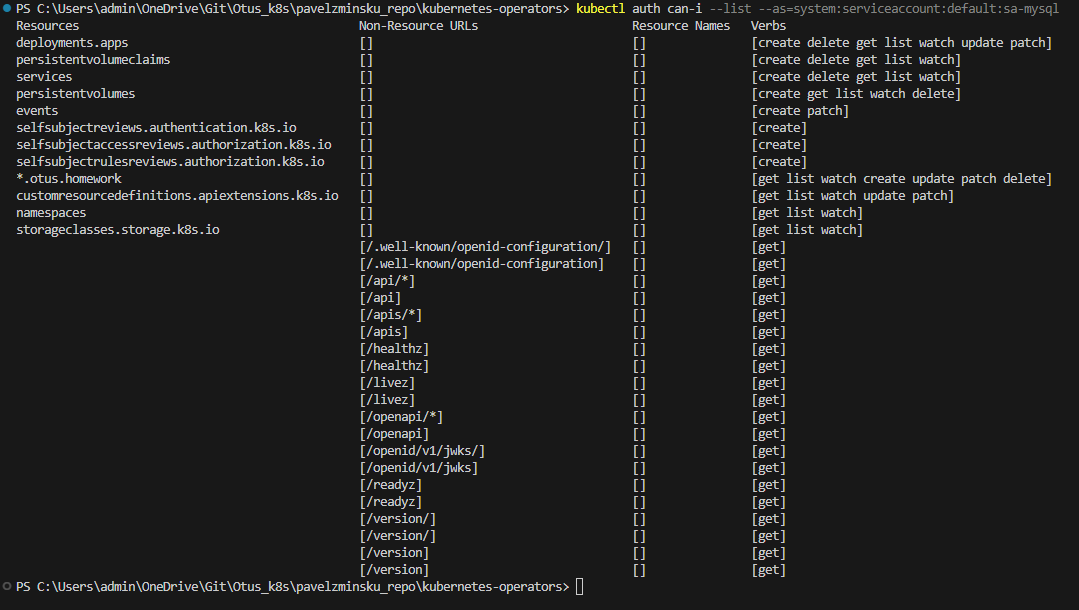 PS C:\Users\admin\OneDrive\Git\Otus_k8s\pavelzminsku_repo\kubernetes-operators> kubectl auth can-i --list --as=system:serviceaccount:default:sa-mysql
Resources Non-Resource URLs Resource Names Verbs
deployments.apps [] [] [create delete get list watch update patch]
persistentvolumeclaims [] [] [create delete get list watch]
services [] [] [create delete get list watch]
persistentvolumes [] [] [create get list watch delete]
events [] [] [create patch]
selfsubjectreviews.authentication.k8s.io [] [] [create]
selfsubjectaccessreviews.authorization.k8s.io [] [] [create]
selfsubjectrulesreviews.authorization.k8s.io [] [] [create]
*.otus.homework [] [] [get list watch create update patch delete]
customresourcedefinitions.apiextensions.k8s.io [] [] [get list watch update patch]
namespaces [] [] [get list watch]
storageclasses.storage.k8s.io [] [] [get list watch]
[/.well-known/openid-configuration/] [] [get]
[/.well-known/openid-configuration] [] [get]
[/api/*] [] [get]
[/api] [] [get]
[/apis/*] [] [get]
[/apis] [] [get]
[/healthz] [] [get]
[/healthz] [] [get]
[/livez] [] [get]
[/livez] [] [get]
[/openapi/*] [] [get]
[/openapi] [] [get]
[/openid/v1/jwks/] [] [get]
[/openid/v1/jwks] [] [get]
[/readyz] [] [get]
[/readyz] [] [get]
[/version/] [] [get]
[/version/] [] [get]
[/version] [] [get]
[/version] [] [get]
PS C:\Users\admin\OneDrive\Git\Otus_k8s\pavelzminsku_repo\kubernetes-operators>